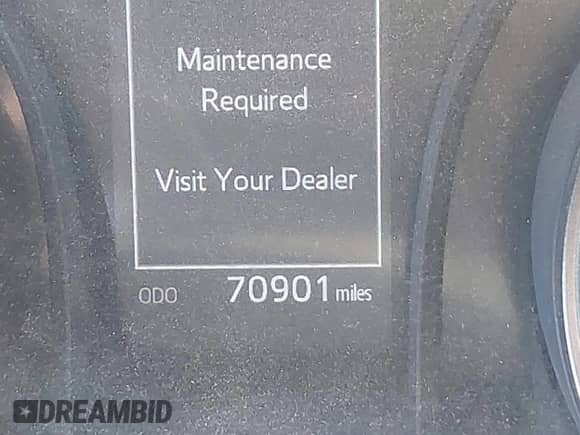 Maintenance
Required
Visit Your Dealer
ODO 70901 miles
DREAMBID